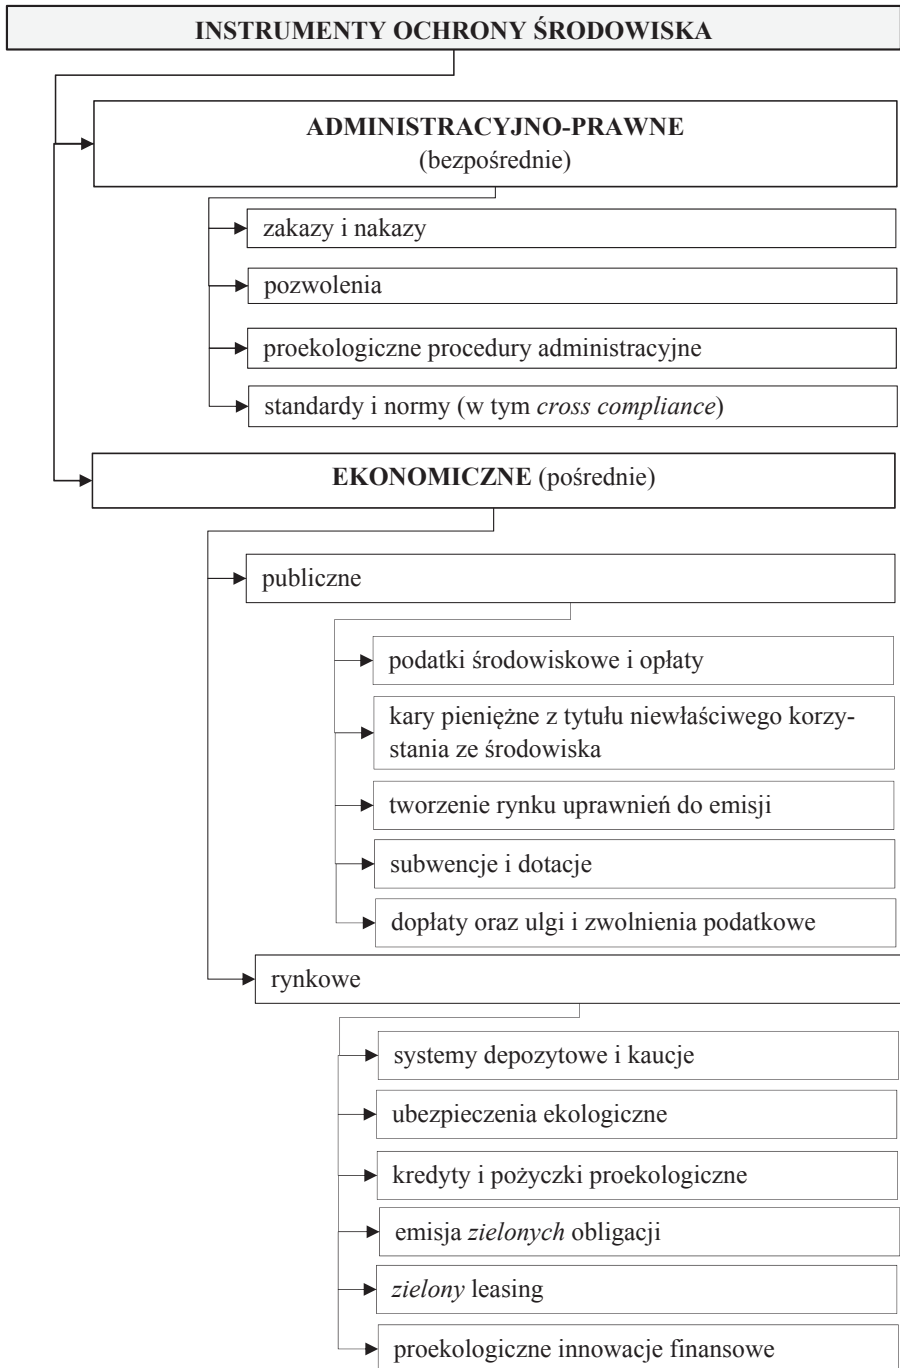 INSTRUMENTY OCHRONY ŚRODOWISKA
ADMINISTRACYJNO-PRAWNE
(bezpośrednie)
zakazy i nakazy
pozwolenia
proekologiczne procedury administracyjne
standardy i normy (w tym cross compliance)
EKONOMICZNE (pośrednie)
publiczne
podatki środowiskowe i opłaty
kary pieniężne z tytułu niewłaściwego korzy-
stania ze środowiska
tworzenie rynku uprawnień do emisji
subwencje i dotacje
dopłaty oraz ulgi i zwolnienia podatkowe
rynkowe
systemy depozytowe i kaucje
ubezpieczenia ekologiczne
kredyty i pożyczki proekologiczne
emisja zielonych obligacji
zielony leasing
proekologiczne innowacje finansowe